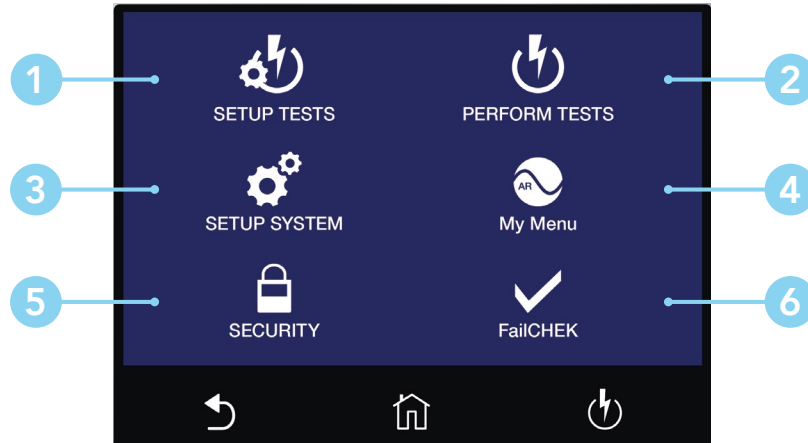 1
2
SETUP TESTS
PERFORM TESTS
3
4
SETUP SYSTEM
AR
My Menu
5
6
SECURITY
FailCHEK